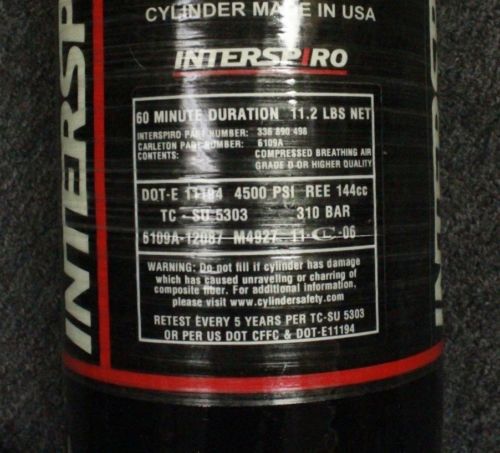 CYLINDER MADE IN USA
INTERSPIRO
60 MINUTE DURATION 11.2 LBS NET
INTERSPIRO PART NUMBER: 336 890 498
CARLETON PART NUMBER: 6109A
CONTENTS: COMPRESSED BREATHING AIR
GRADE D OR HIGHER QUALITY
DOT-E 11194 4500 PSI REE 144cc
TC - SU 5303 310 BAR
6109A-12087 M4927 11- -06
WARNING: Do not fill if cylinder has damage
which has caused unraveling or charring of
composite fiber. For additional information,
please visit www.cylindersafety.com
RETEST EVERY 5 YEARS PER TC-SU 5303
OR PER US DOT CFFC & DOT-E11194
INTERSP